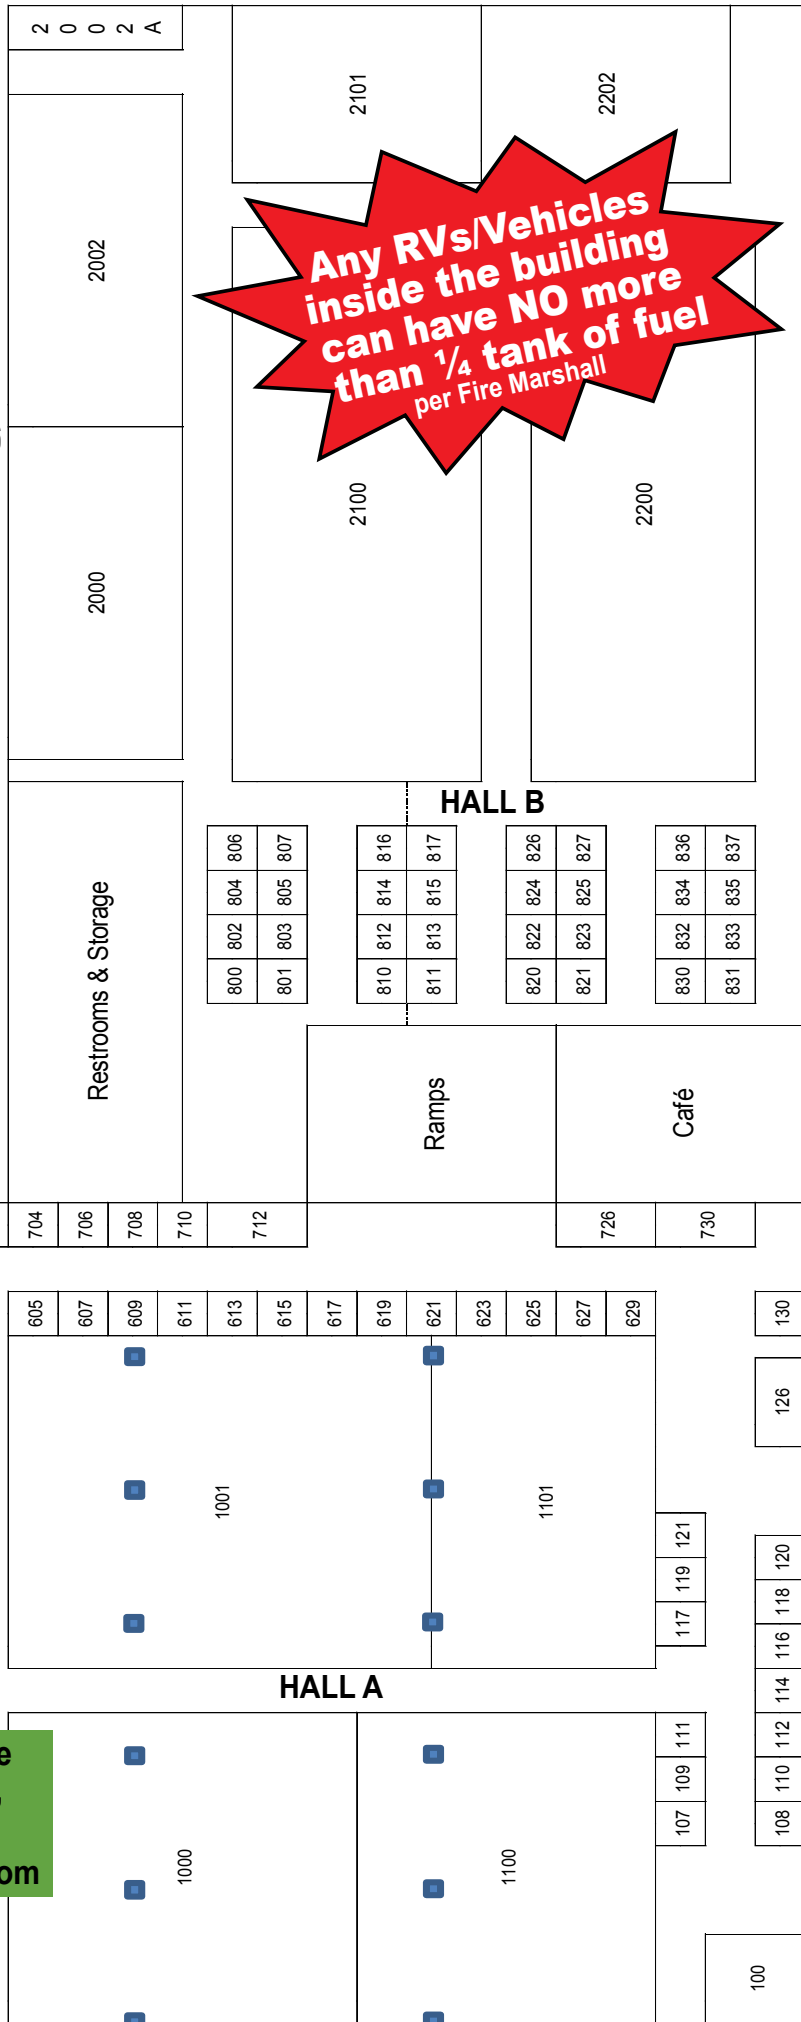 2002A
2101
2202
2002
Any RVs/Vehicles
inside the building
can have NO more
than ¼ tank of fuel
per Fire Marshall
2100
2200
2000
HALL B
806 807 816 817 826 827 836 837
804 805 814 815 824 825 834 835
802 803 812 813 822 823 832 833
800 801 810 811 820 821 830 831
Restrooms & Storage
Ramps
Café
704 706 708 710 712 726 730
605 607 609 611 613 615 617 619 621 623 625 627 629 130
126
1001
1101
121
119
117
120
118
116
114
112
110
108
HALL A
111
109
107
1000
1100
om
100